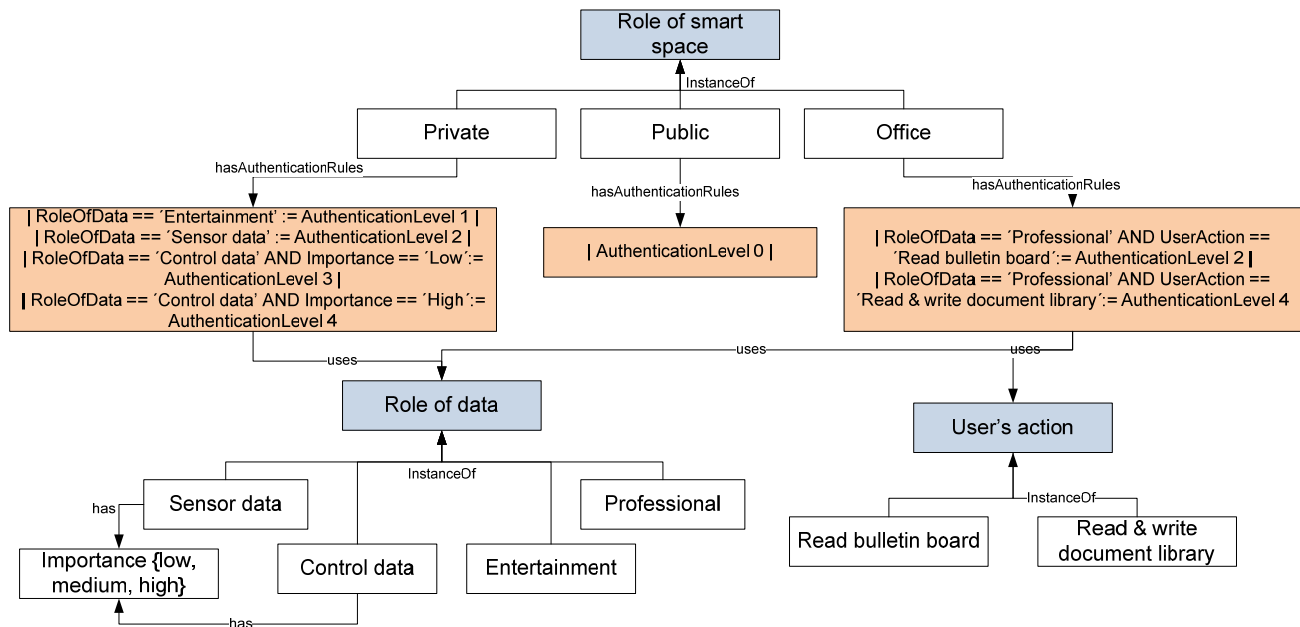 Role of smart
space
InstanceOf
Private
Public
Office
hasAuthenticationRules
hasAuthenticationRules
hasAuthenticationRules
| RoleOfData == ´Entertainment’ := AuthenticationLevel 1 |
| RoleOfData == ´Sensor data’ := AuthenticationLevel 2 |
| RoleOfData == ´Control data’ AND Importance == ´Low´:=
AuthenticationLevel 3 |
| RoleOfData == ´Control data’ AND Importance == ´High´:=
AuthenticationLevel 4
| AuthenticationLevel 0 |
| RoleOfData == ´Professional’ AND UserAction ==
´Read bulletin board´:= AuthenticationLevel 2 |
| RoleOfData == ´Professional’ AND UserAction ==
´Read & write document library´:= AuthenticationLevel 4
uses
uses
uses
Role of data
User’s action
InstanceOf
InstanceOf
Sensor data
Professional
has
Read bulletin board
Read & write
document library
Importance {low,
medium, high}
Control data
Entertainment
has